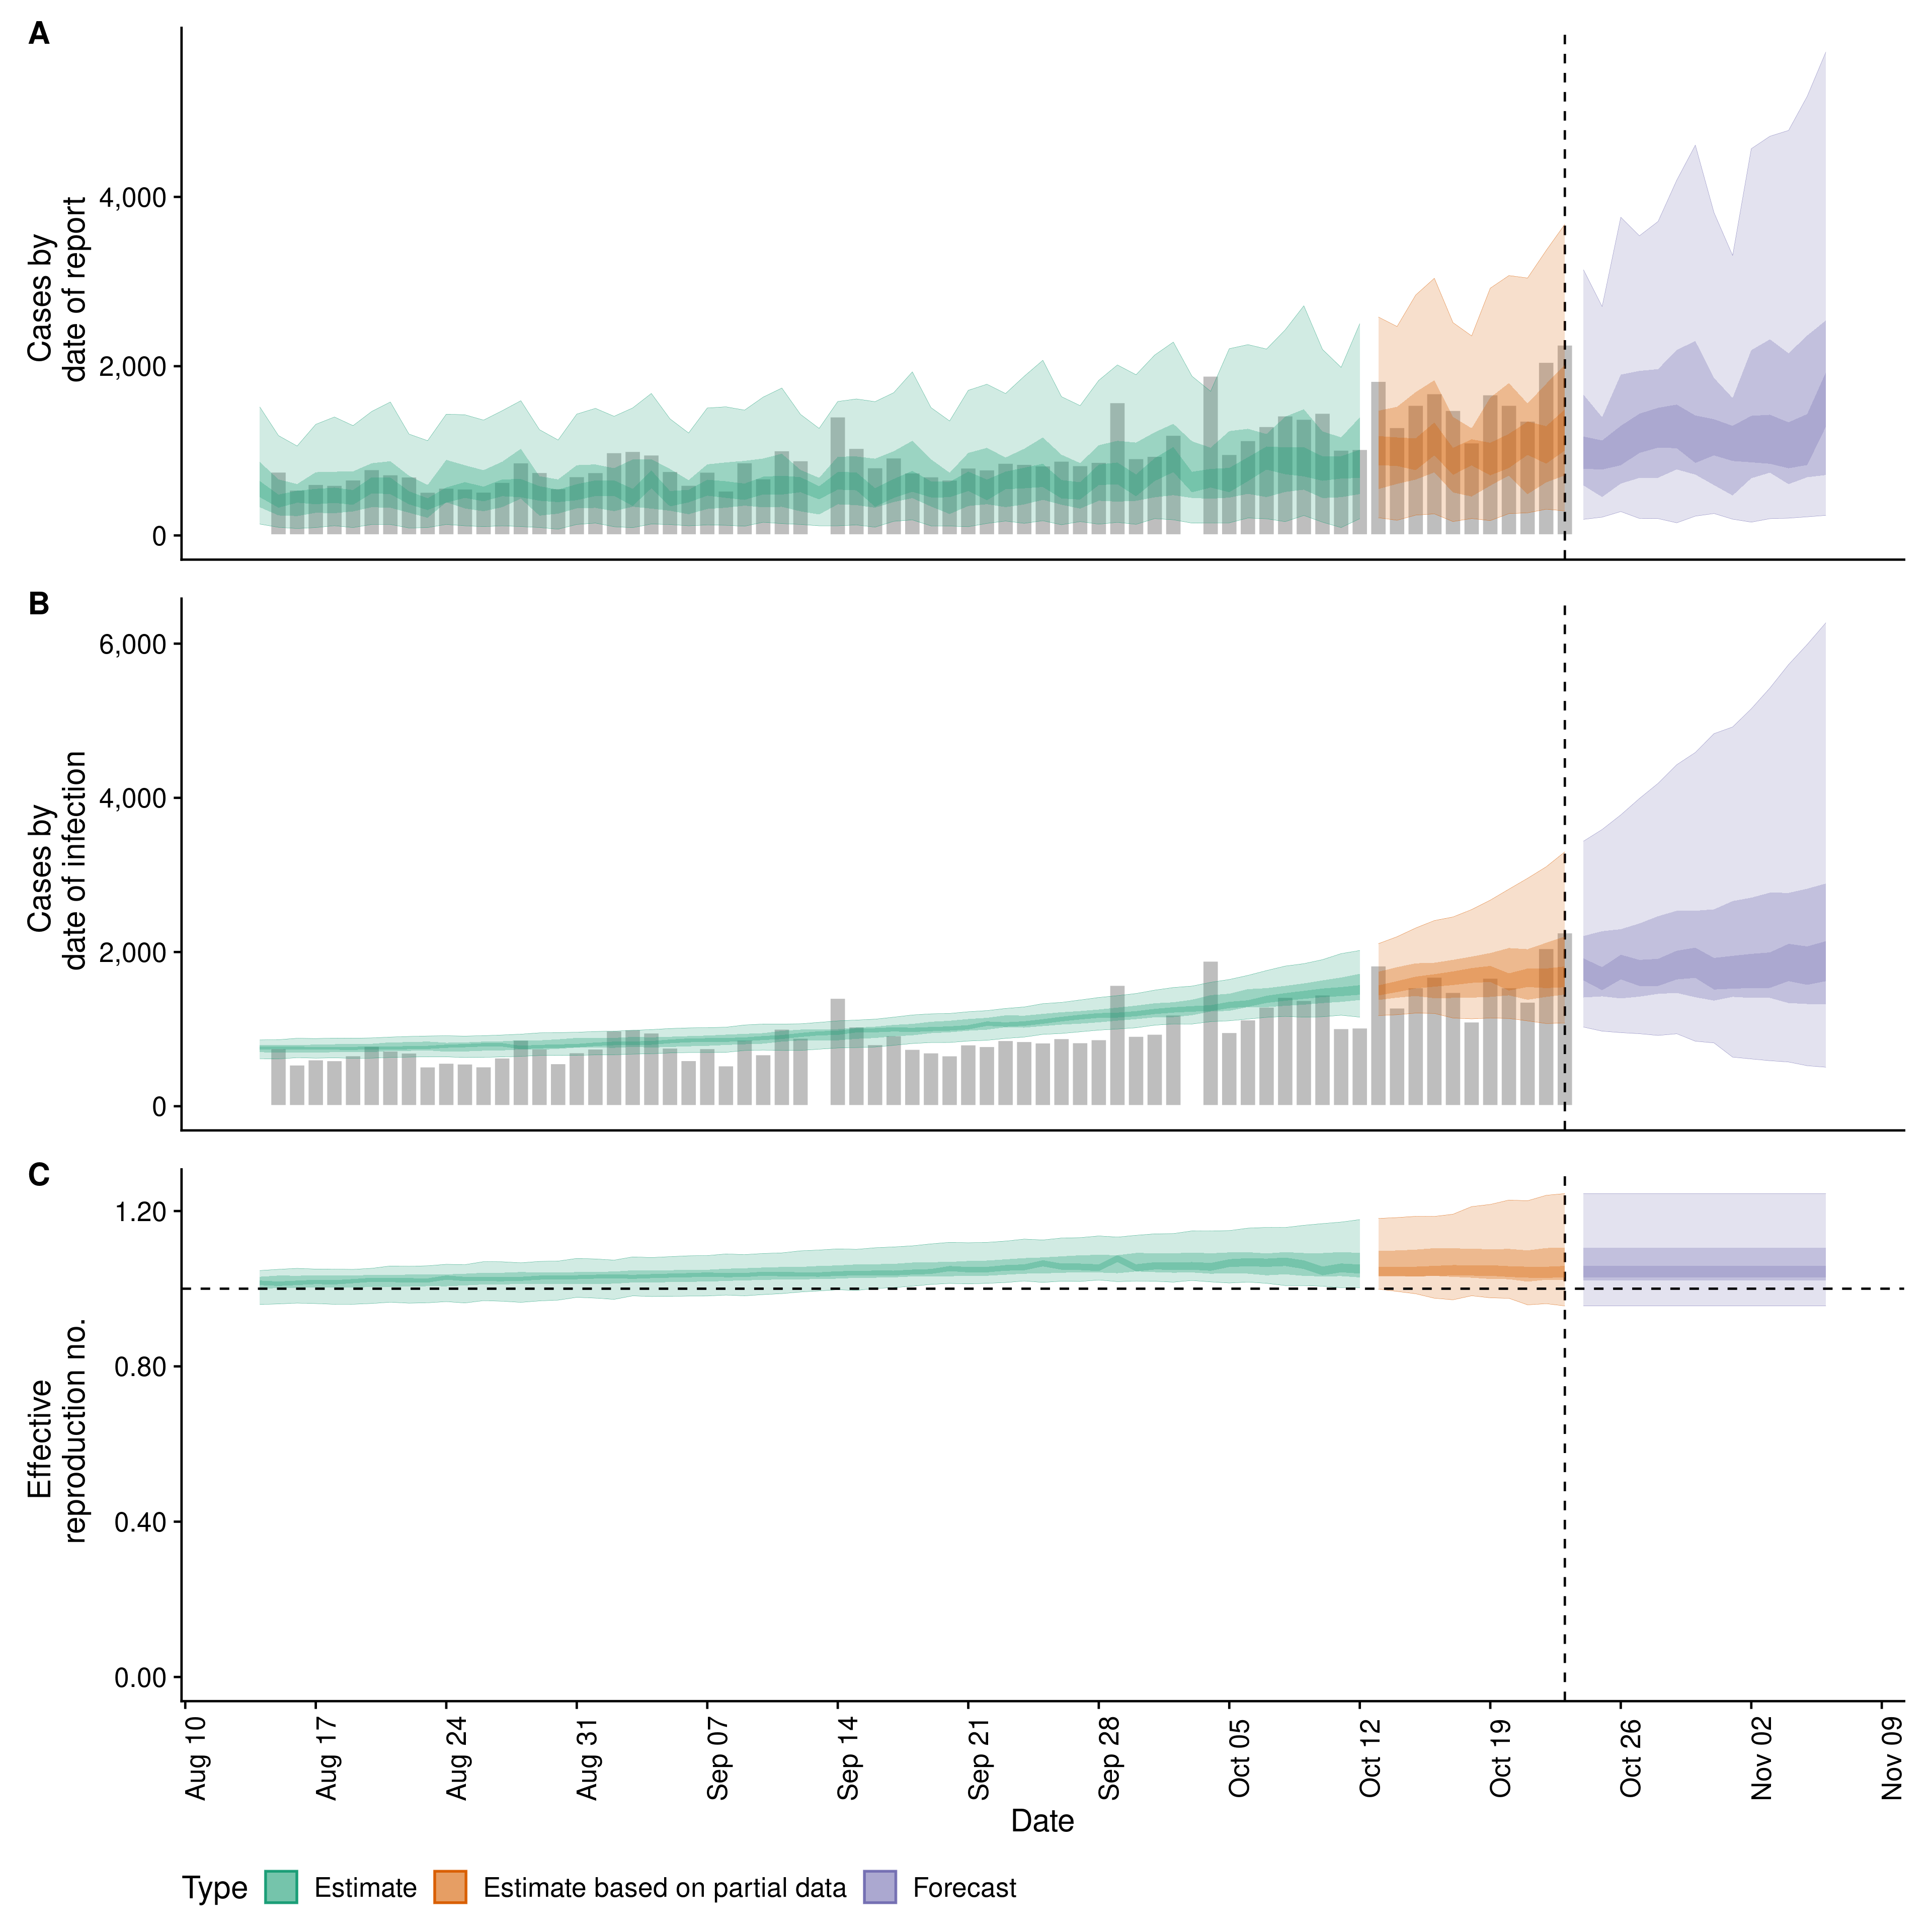 A
Cases by
date of report
4,000
2,000
0
B
Cases by
date of infection
6,000
4,000
2,000
0
C
Effective
reproduction no.
1.20
0.80
0.40
0.00
Aug 10
Aug 17
Aug 24
Aug 31
Sep 07
Sep 14
Sep 21
Sep 28
Oct 05
Oct 12
Oct 19
Oct 26
Nov 02
Nov 09
Date
Type Estimate Estimate based on partial data Forecast